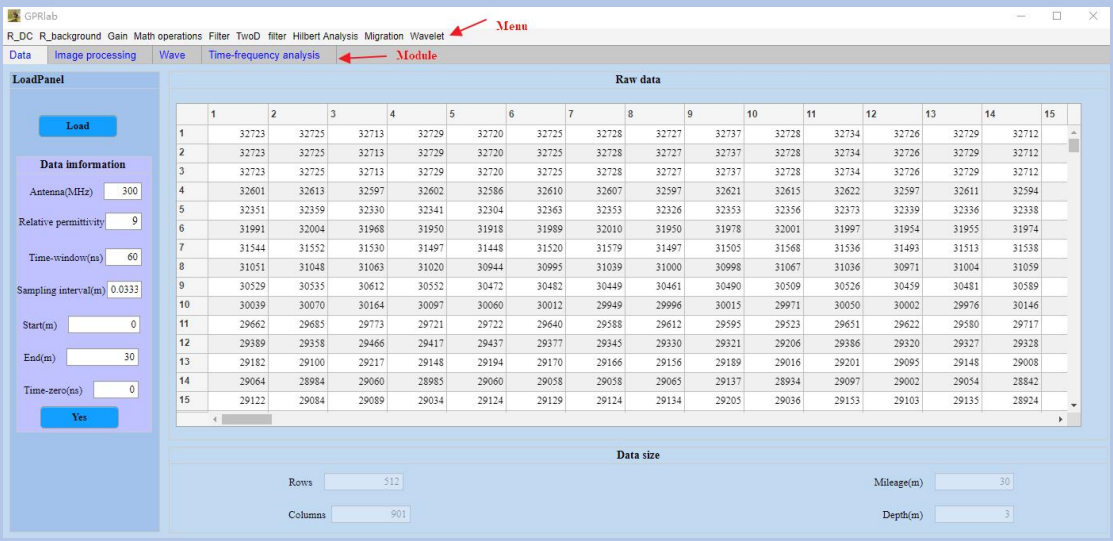 GPRlab
R_DC R_background Gain Math operations Filter TwoD filter Hilbert Analysis Migration Wavelet Menu
Data Image processing Wave Time-frequency analysis Module
LoadPanel Raw data
Load
1 2 3 4 5 6 7 8 9 10 11 12 13 14 15
1 32723 32725 32713 32729 32720 32725 32728 32727 32737 32728 32734 32726 32729 32712
2 32723 32725 32713 32729 32720 32725 32728 32727 32737 32728 32734 32726 32729 32712
3 32723 32725 32713 32729 32720 32725 32728 32727 32737 32728 32734 32726 32729 32712
4 32601 32613 32597 32602 32586 32610 32607 32597 32621 32615 32622 32597 32611 32594
5 32351 32359 32330 32341 32304 32363 32353 32326 32353 32356 32373 32339 32336 32338
6 31991 32004 31968 31950 31918 31989 32010 31950 31978 32001 31997 31954 31955 31974
7 31544 31552 31530 31497 31448 31520 31579 31497 31505 31568 31536 31493 31513 31538
8 31051 31048 31063 31020 30944 30995 31039 31000 30998 31067 31036 30971 31004 31059
9 30529 30535 30612 30552 30472 30482 30449 30461 30490 30509 30526 30459 30481 30589
10 30039 30070 30164 30097 30060 30012 29949 29996 30015 29971 30050 30002 29976 30146
11 29662 29685 29773 29721 29722 29640 29588 29612 29595 29523 29651 29622 29580 29717
12 29389 29358 29466 29417 29437 29377 29345 29330 29321 29206 29386 29320 29327 29328
13 29182 29100 29217 29148 29194 29170 29166 29156 29189 29016 29201 29095 29148 29008
14 29064 28984 29060 28985 29060 29058 29058 29065 29137 28934 29097 29002 29054 28842
15 29122 29084 29089 29034 29124 29129 29124 29134 29205 29036 29153 29103 29135 28924
Data imformation
Antenna(MHz) 300
Relative permittivity 9
Time-window(ns) 60
Sampling interval(m) 0.0333
Start(m) 0
End(m) 30
Time-zero(ns) 0
Yes
Data size
Rows 512 Mileage(m) 30
Columns 901 Depth(m) 3